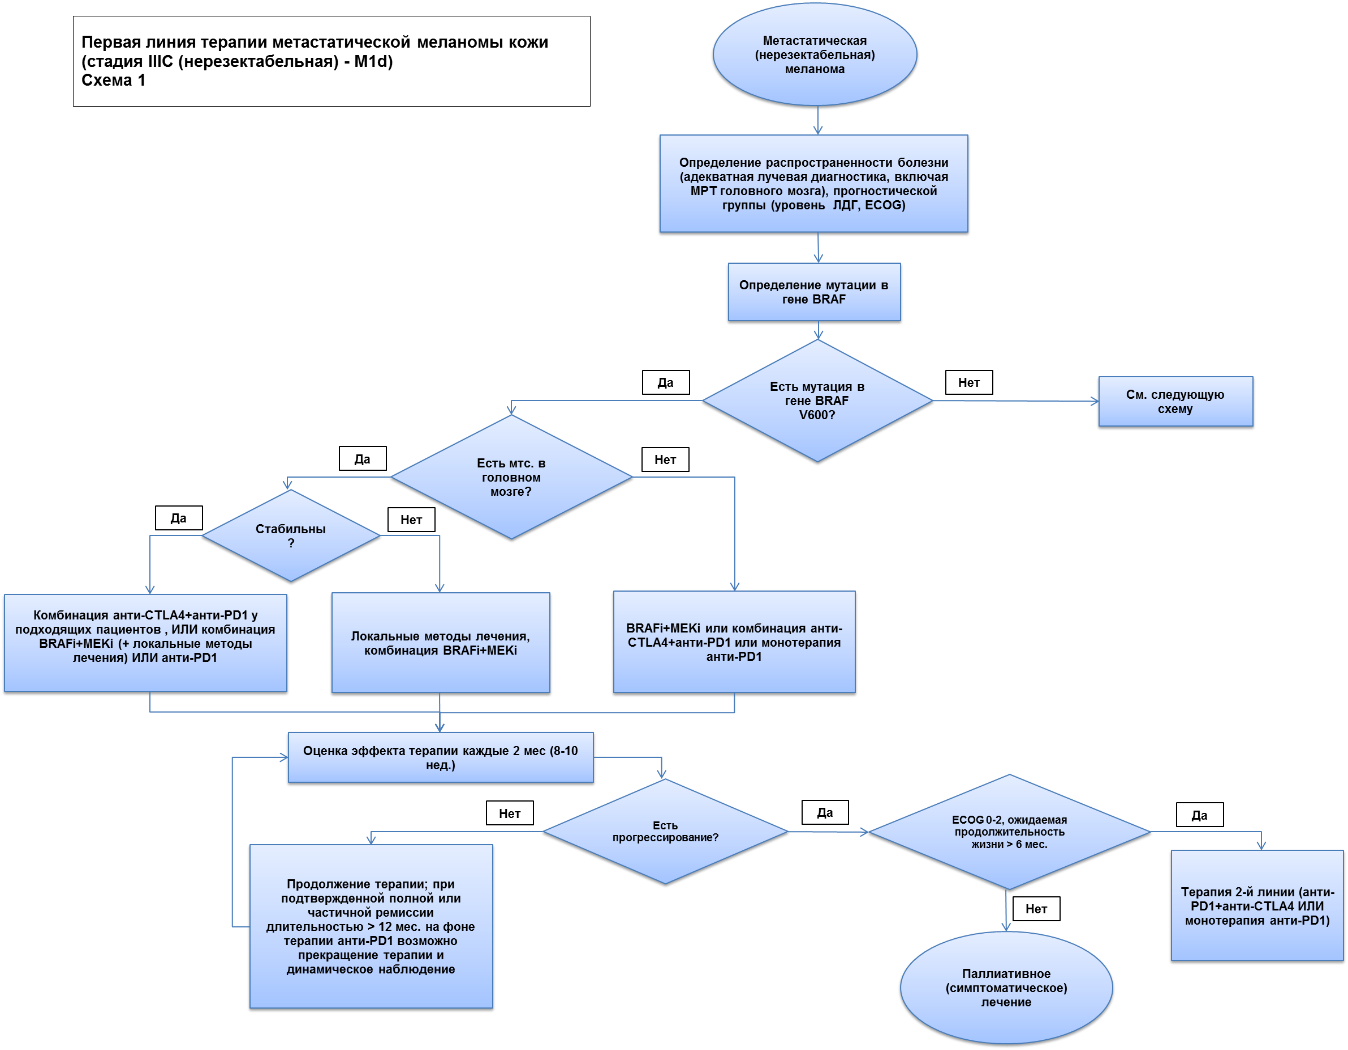 Первая линия терапии метастатической меланомы кожи
(стадия IIIC (нерезектабельная) - M1d)
Схема 1
Метастатическая
(нерезектабельная)
меланома
Определение распространенности болезни
(адекватная лучевая диагностика, включая
МРТ головного мозга), прогностической
группы (уровень ЛДГ, ECOG)
Определение мутации в
гене BRAF
Есть мутация в
гене BRAF
V600?
Да
Нет
См. следующую
схему
Есть мтс. в
головном
мозге?
Да
Нет
Стабильны
?
Да
Нет
Комбинация анти-CTLA4+анти-PD1 у
подходящих пациентов , ИЛИ комбинация
BRAFi+MEKi (+ локальные методы
лечения) ИЛИ анти-PD1
Локальные методы лечения,
комбинация BRAFi+MEKi
BRAFi+MEKi или комбинация анти-
CTLA4+анти-PD1 или монотерапия
анти-PD1
Оценка эффекта терапии каждые 2 мес (8-10
нед.)
Есть
прогрессирование?
Нет
Да
Продолжение терапии; при
подтвержденной полной или
частичной ремиссии
длительностью > 12 мес. на фоне
терапии анти-PD1 возможно
прекращение терапии и
динамическое наблюдение
ECOG 0-2, ожидаемая
продолжительность
жизни > 6 мес.
Да
Нет
Терапия 2-й линии (анти-
PD1+анти-CTLA4 ИЛИ
монотерапия анти-PD1)
Паллиативное
(симптоматическое)
лечение